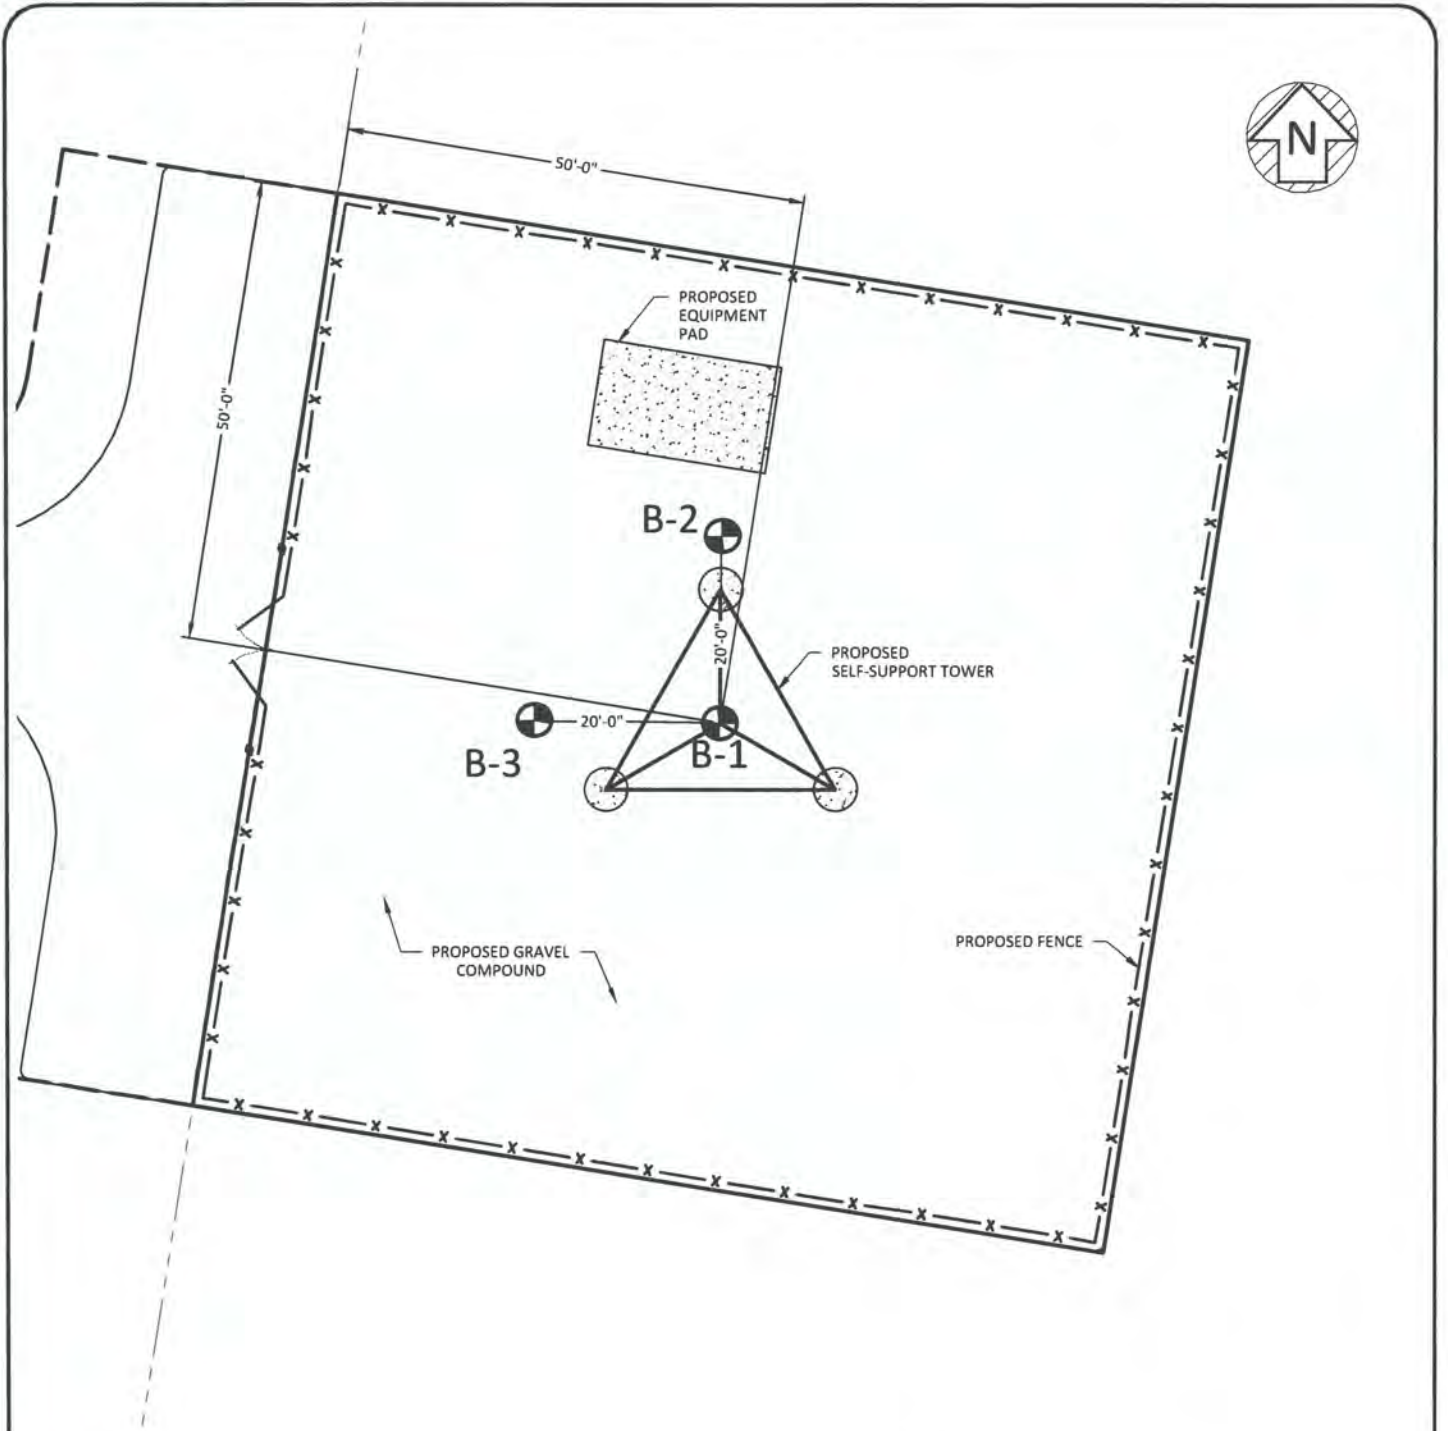 N
50'-0"
PROPOSED
EQUIPMENT
PAD
50'-0"
B-2
20'-0"
PROPOSED
SELF-SUPPORT TOWER
20'-0"
B-1
B-3
PROPOSED FENCE
PROPOSED GRAVEL
COMPOUND